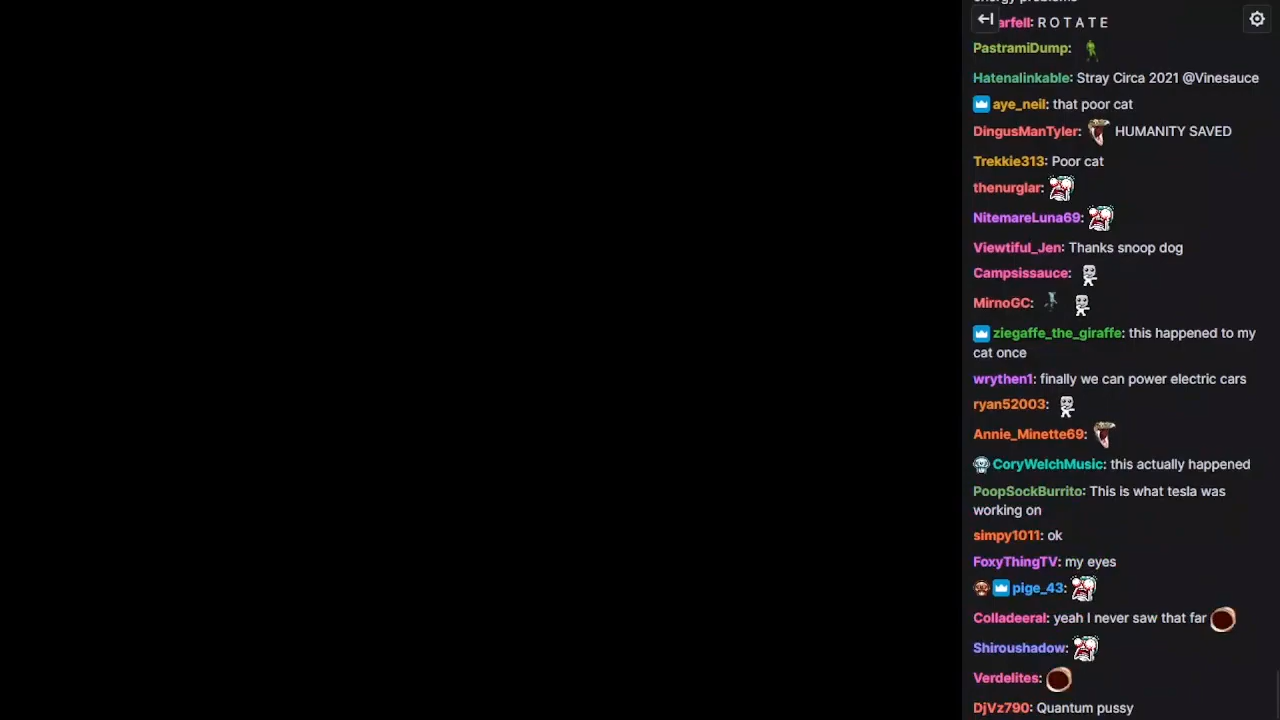 energy problems
arfell: R O T A T E
PastramiDump:
Hatenalinkable: Stray Circa 2021 @Vinesauce
aye_neil: that poor cat
DingusManTyler: HUMANITY SAVED
Trekkie313: Poor cat
thenurglar:
NitemareLuna69:
Viewtiful_Jen: Thanks snoop dog
Campsissauce:
MirnoGC:
ziegaffe_the_giraffe: this happened to my
cat once
wrythen1: finally we can power electric cars
ryan52003:
Annie_Minette69:
CoryWelchMusic: this actually happened
PoopSockBurrito: This is what tesla was
working on
simpy1011: ok
FoxyThingTV: my eyes
pige_43:
Colladeeral: yeah I never saw that far
Shiroushadow:
Verdelites:
DjVz790: Quantum pussy